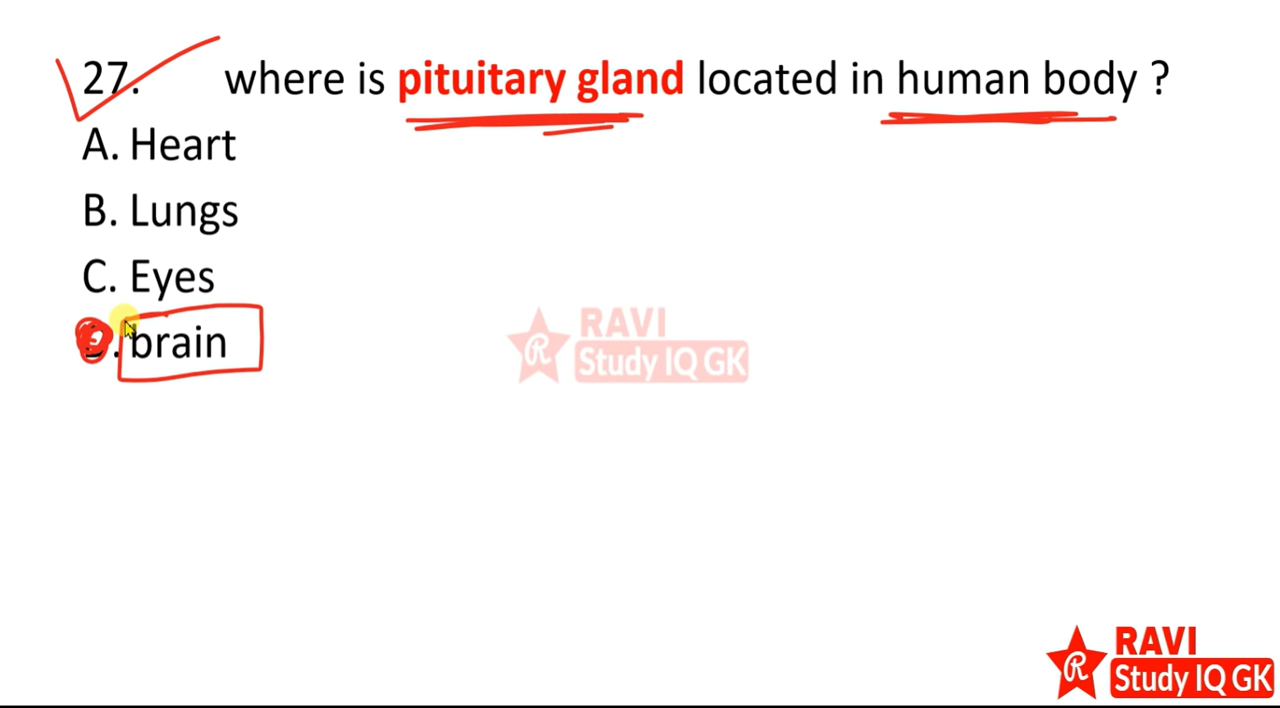 27. where is pituitary gland located in human body ?
A. Heart
B. Lungs
C. Eyes
D. brain
R RAVI
Study IQ GK
R RAVI
Study IQ GK